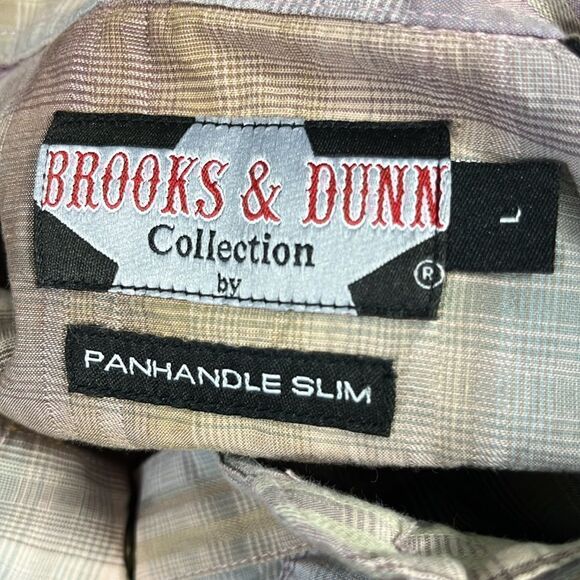 BROOKS & DUNN
Collection
by
®
L
PANHANDLE SLIM